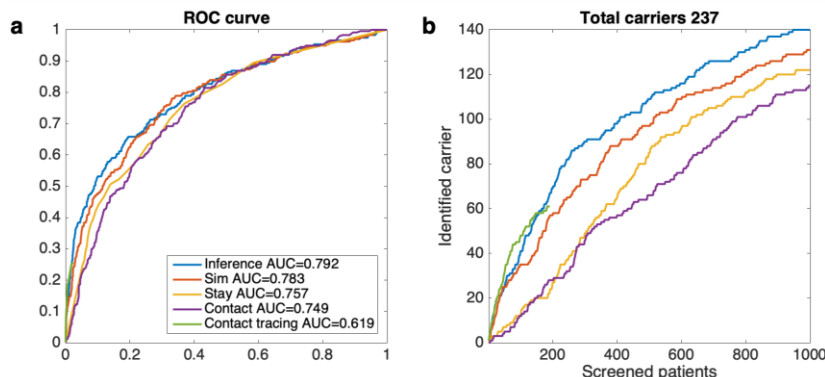 a
ROC curve
1
0.9
0.8
0.7
0.6
0.5
0.4
0.3
0.2
0.1
0
0
0.2
0.4
0.6
0.8
1
Inference AUC=0.792
Sim AUC=0.783
Stay AUC=0.757
Contact AUC=0.749
Contact tracing AUC=0.619
b
Total carriers 237
Identified carrier
140
120
100
80
60
40
20
0
200
400
600
800
1000
Screened patients